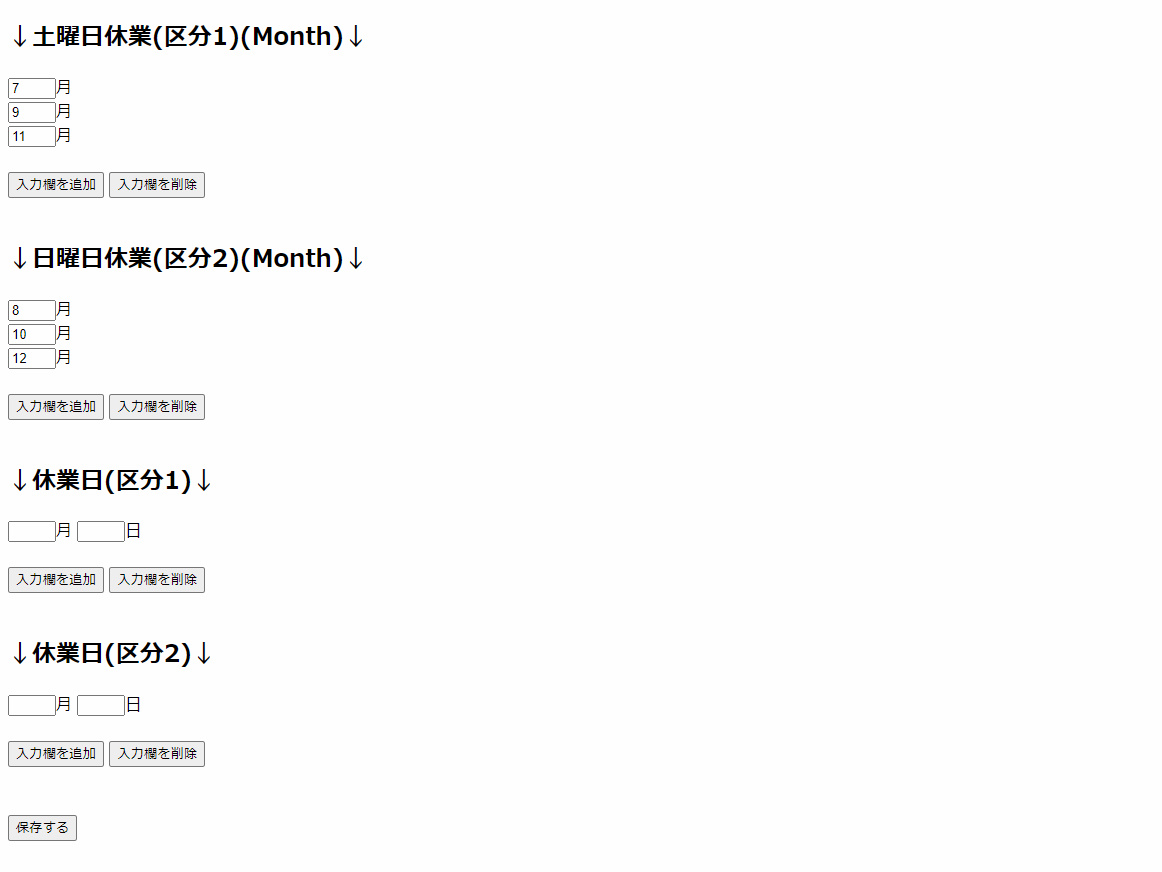 ↓土曜日休業(区分1)(Month)↓
7月
9月
11月
入力欄を追加 入力欄を削除
↓日曜日休業(区分2)(Month)↓
8月
10月
12月
入力欄を追加 入力欄を削除
↓休業日(区分1)↓
月 日
入力欄を追加 入力欄を削除
↓休業日(区分2)↓
月 日
入力欄を追加 入力欄を削除
保存する